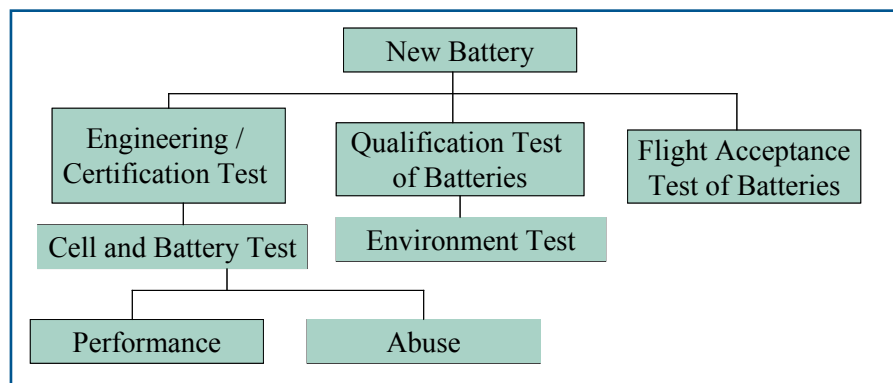 New Battery
Engineering /
Certification Test
Qualification Test
of Batteries
Flight Acceptance
Test of Batteries
Cell and Battery Test
Environment Test
Performance
Abuse